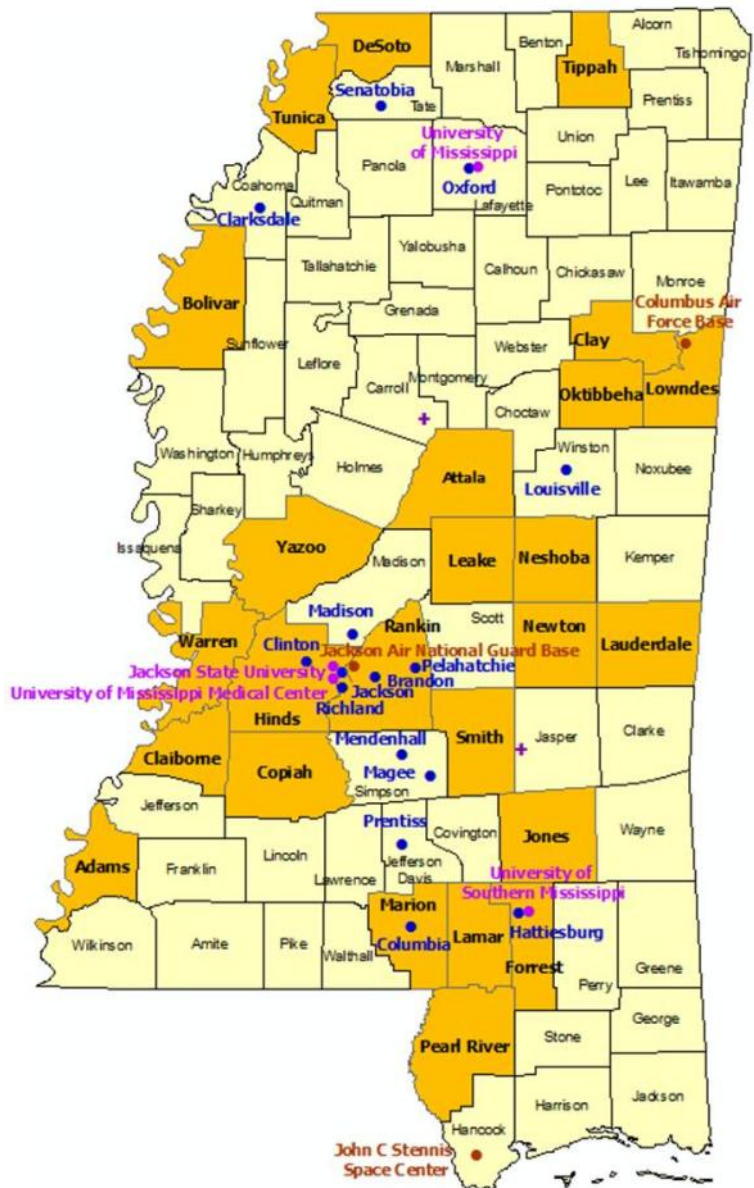 Alcorn
DeSoto
Benton
Tishomingo
Marshall
Tippah
Senatobia
Tate
Prentiss
Tunica
University
of Mississippi
Union
Panola
Coahoma
Quitman
Oxford
Lafayette
Pontotoc
Lee
Itawamba
Clarksdale
Yalobusha
Tallahatchie
Calhoun
Chickasaw
Monroe
Bolivar
Columbus Air
Force Base
Grenada
Sunflower
Clay
Webster
Leflore
Carroll
Montgomery
Oktibbeha
Lowndes
Choctaw
Washington
Humphreys
Holmes
Winston
Noxubee
Attala
Louisville
Sharkey
Issaquena
Yazoo
Madison
Leake
Neshoba
Kemper
Madison
Rankin
Scott
Newton
Warren
Clinton
Jackson Air National Guard Base
Lauderdale
Jackson State University
Pelahatchie
Brandon
University of Mississippi Medical Center
Jackson
Richland
Hinds
Smith
Mendenhall
Jasper
Clarke
Claiborne
Copiah
Magee
Simpson
Jefferson
Prentiss
Covington
Jones
Wayne
Lincoln
Lawrence
Jefferson
Davis
Adams
Franklin
University of
Southern Mississippi
Marion
Columbia
Lamar
Hattiesburg
Wilkinson
Amite
Pike
Walthall
Forrest
Perry
Greene
George
Stone
Pearl River
Harrison
Jackson
Hancock
John C Stennis
Space Center